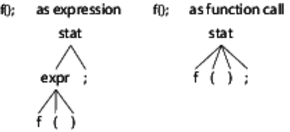 f(); as expression f(); as function call
stat stat
expr ; f ( ) ;
f ( )